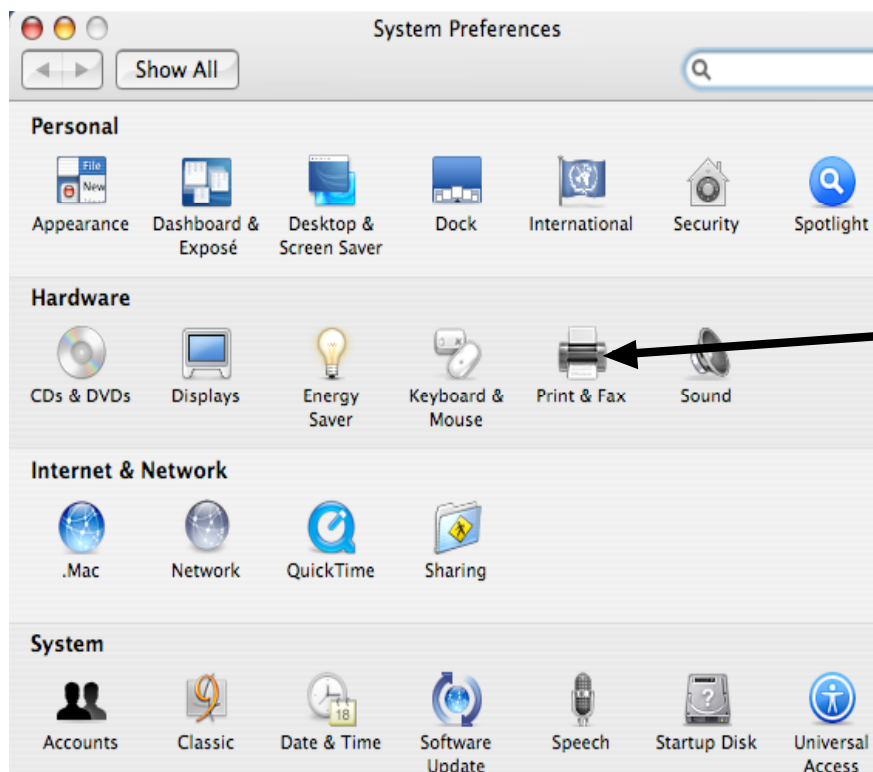 System Preferences
Show All
Personal
File
New
Appearance Dashboard & Exposé Desktop & Screen Saver Dock International Security Spotlight
Hardware
CDs & DVDs Displays Energy Saver Keyboard & Mouse Print & Fax Sound
Internet & Network
.Mac Network QuickTime Sharing
System
18
Accounts Classic Date & Time Software Update Speech Startup Disk Universal Access